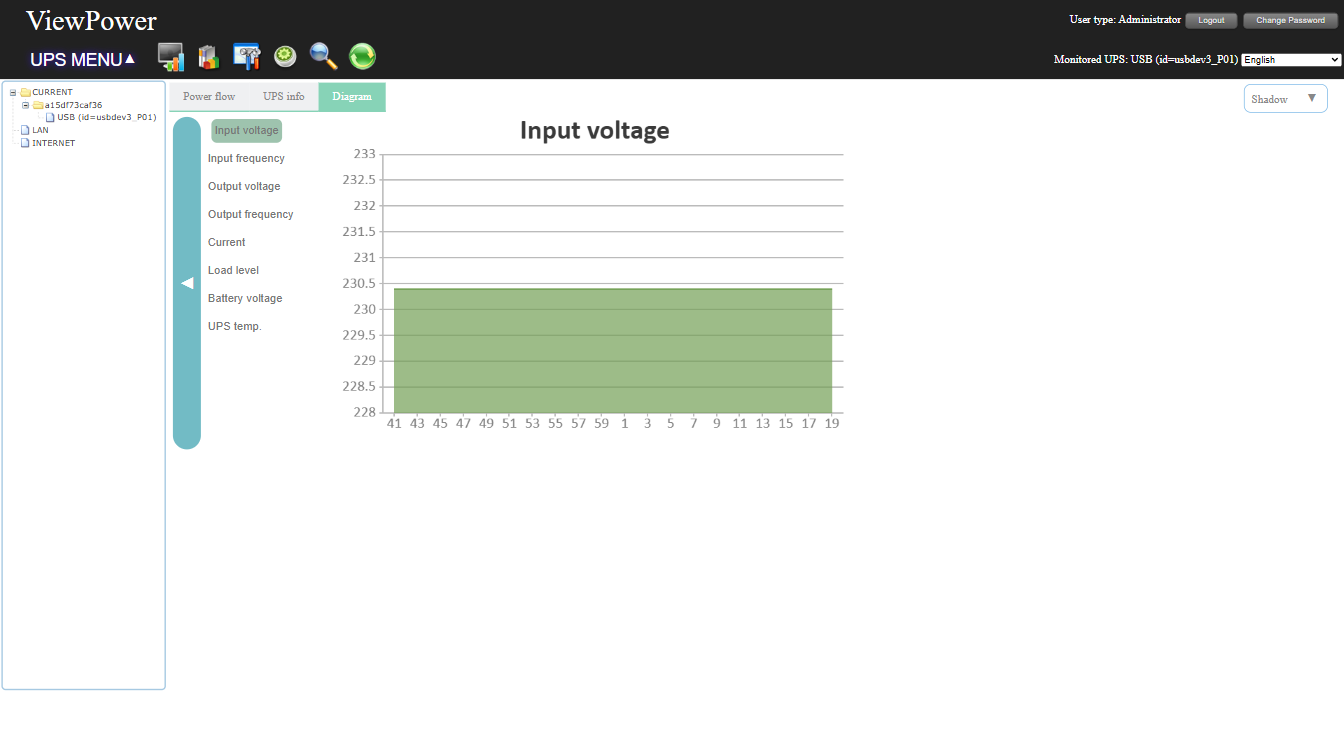 ViewPower
User type: Administrator Logout Change Password
UPS MENU▲
Monitored UPS: USB (id=usbdev3_P01) English
CURRENT
a15df73caf36
USB (id=usbdev3_P01)
LAN
INTERNET
Power flow UPS info Diagram
Shadow ▼
Input voltage
Input frequency
Output voltage
Output frequency
Current
Load level
Battery voltage
UPS temp.
Input voltage
233
232.5
232
231.5
231
230.5
230
229.5
229
228.5
228
41 43 45 47 49 51 53 55 57 59 1 3 5 7 9 11 13 15 17 19